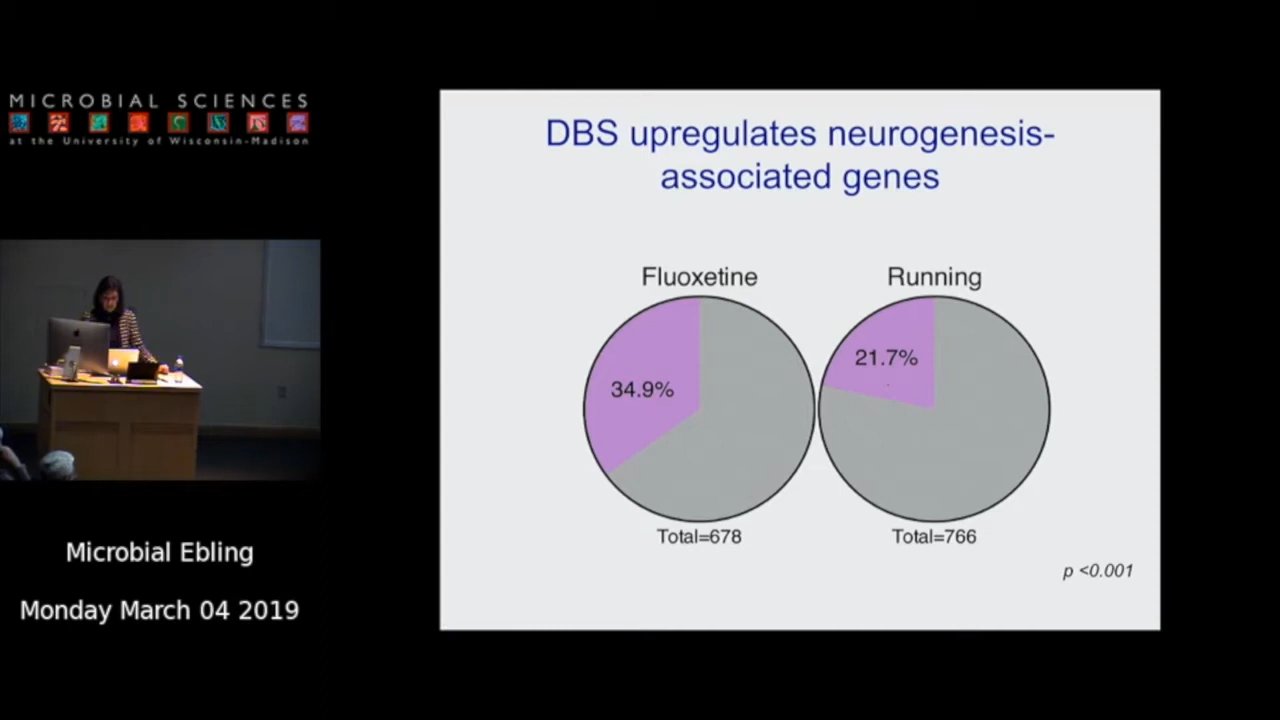 MICROBIAL SCIENCES
at the University of Wisconsin-Madison
Microbial Ebling
Monday March 04 2019
DBS upregulates neurogenesis-
associated genes
Fluoxetine
Running
34.9%
21.7%
Total=678
Total=766
p <0.001